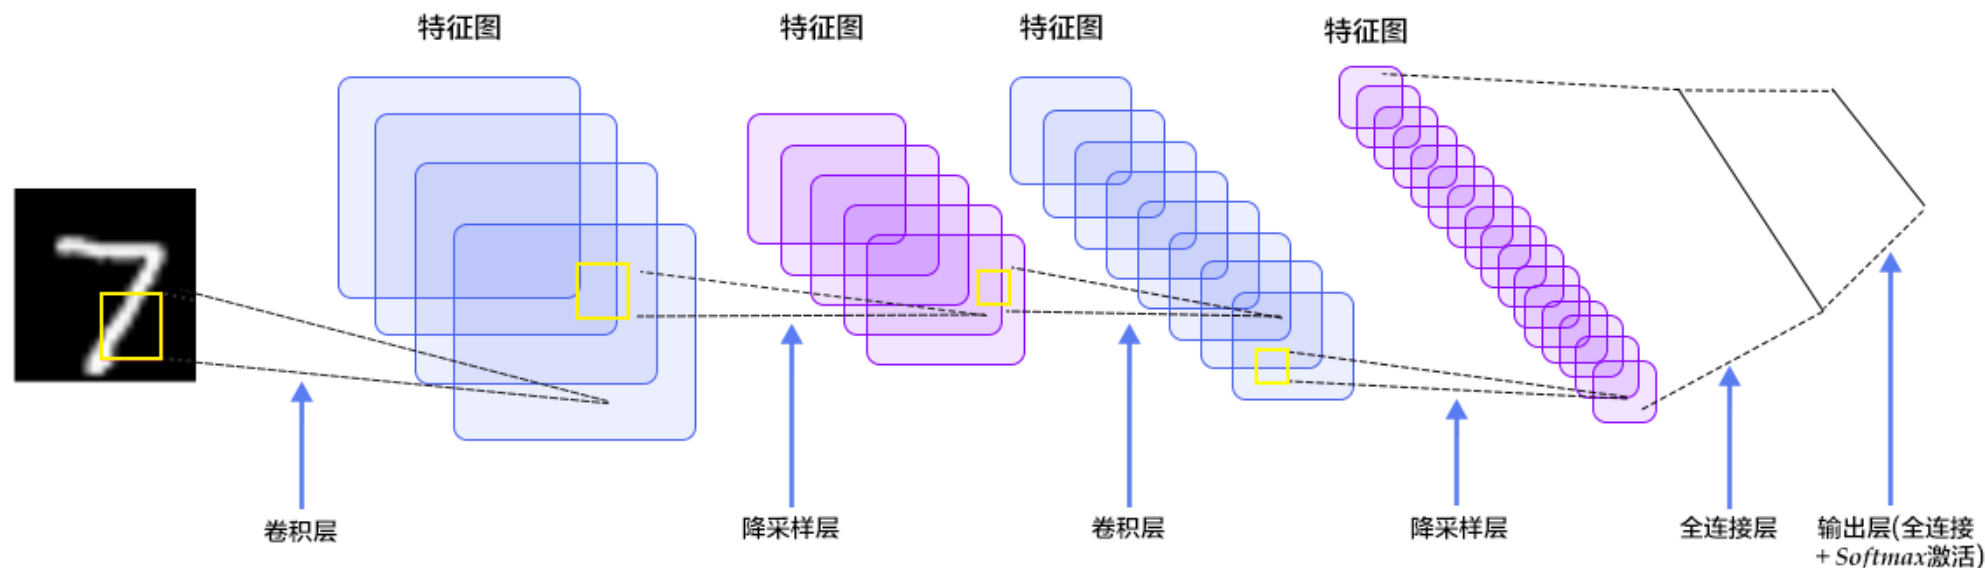 特征图
特征图
特征图
特征图
7
卷积层
降采样层
卷积层
降采样层
全连接层
输出层(全连接
+ Softmax激活)